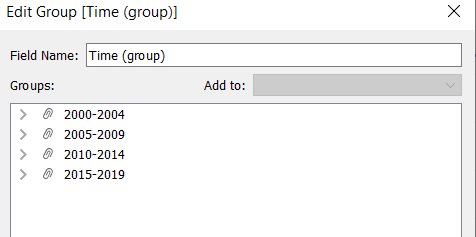 Edit Group [Time (group)]
Field Name: Time (group)
Groups: Add to:
2000-2004
2005-2009
2010-2014
2015-2019